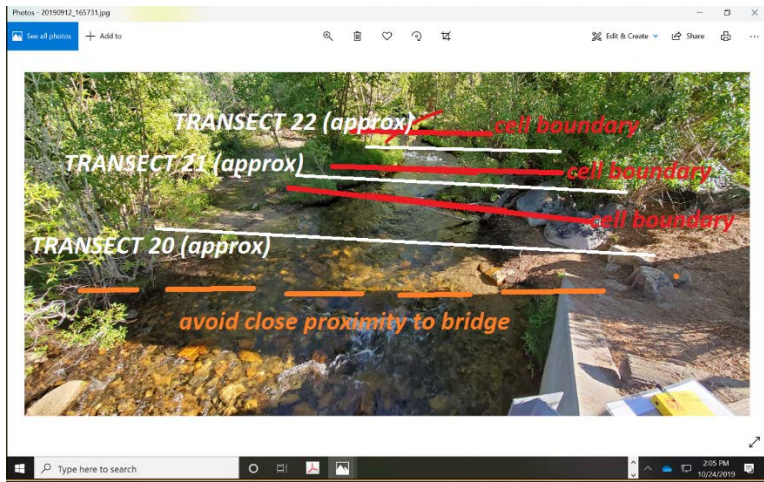 Photos - 20190912_165731.jpg
See all photos
Add to
Edit & Create
Share
TRANSECT 22 (approx)
cell boundary
TRANSECT 21 (approx)
cell boundary
cell boundary
TRANSECT 20 (approx)
avoid close proximity to bridge
Type here to search
2:05 PM
10/24/2019